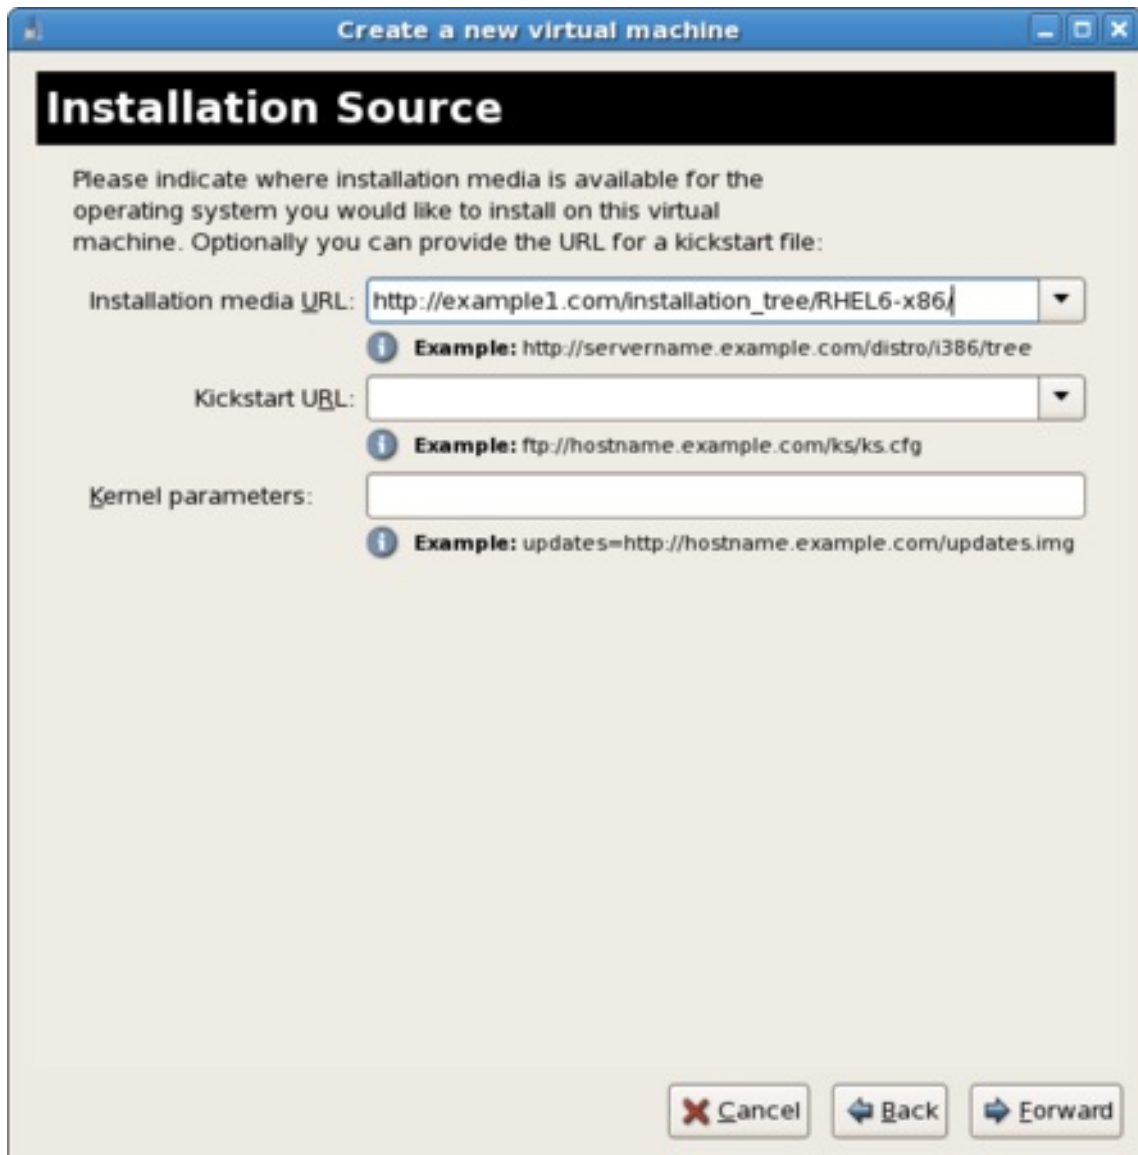 Create a new virtual machine
Installation Source
Please indicate where installation media is available for the
operating system you would like to install on this virtual
machine. Optionally you can provide the URL for a kickstart file:
Installation media URL: http://example1.com/installation_tree/RHEL6-x86/
Example: http://servername.example.com/distro/i386/tree
Kickstart URL:
Example: ftp://hostname.example.com/ks/ks.cfg
Kernel parameters:
Example: updates=http://hostname.example.com/updates.img
Cancel Back Forward